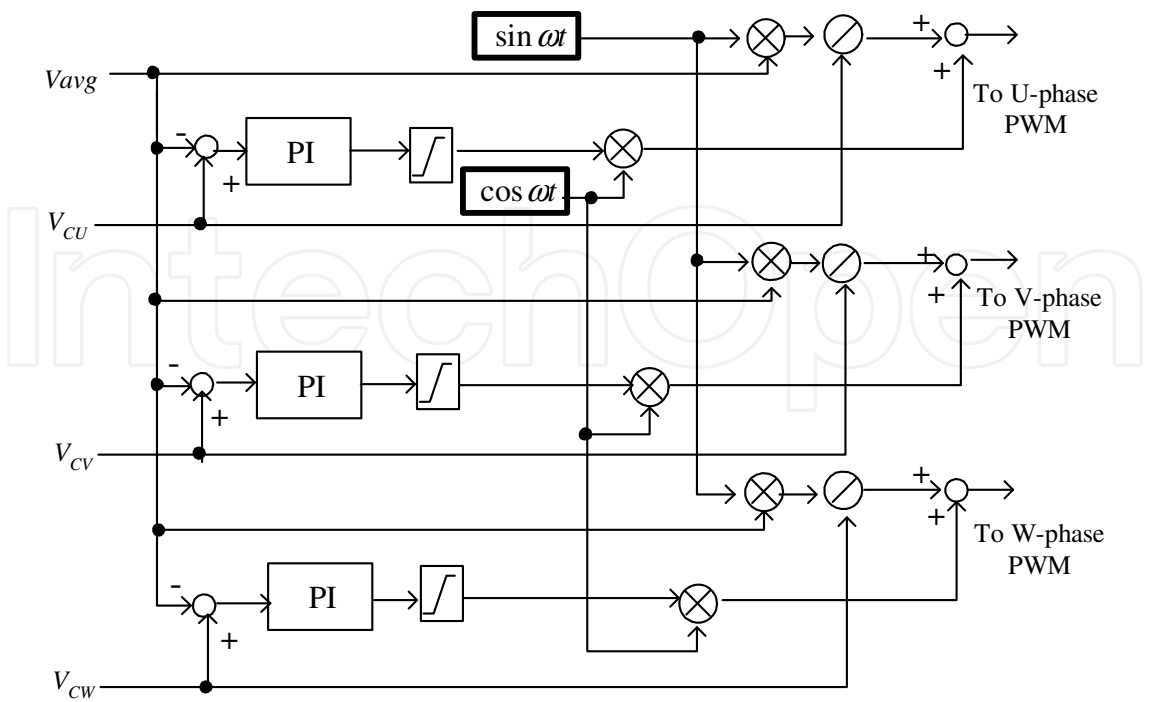 sin ωt
Vavg
To U-phase
PWM
-
+
+
+
PI
cos ωt
V_CU
To V-phase
PWM
-
+
+
+
PI
V_CV
To W-phase
PWM
-
+
+
+
PI
V_CW
IntechOpen